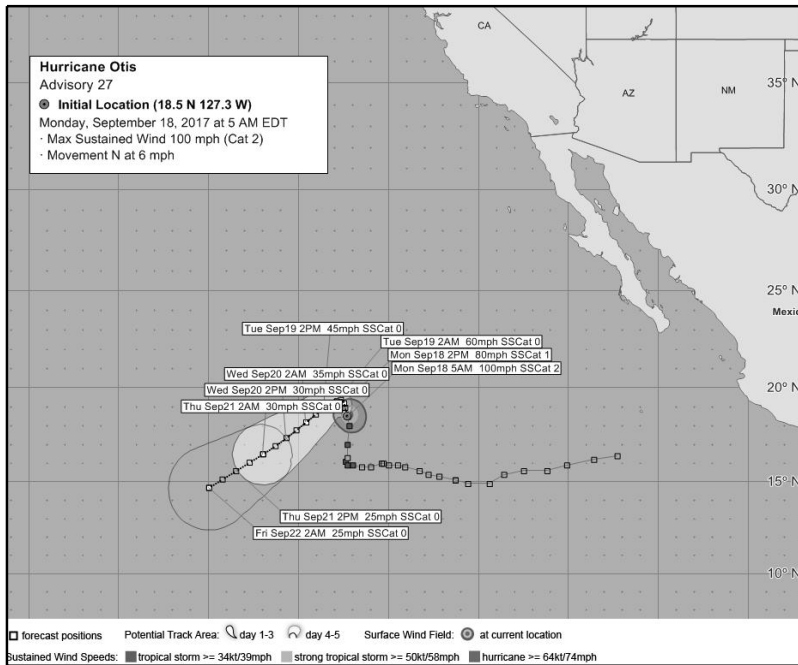 CA
Hurricane Otis
Advisory 27
Initial Location (18.5 N 127.3 W)
Monday, September 18, 2017 at 5 AM EDT
· Max Sustained Wind 100 mph (Cat 2)
· Movement N at 6 mph
35° N
AZ
NM
30° N
25° N
Mexic
Tue Sep19 2PM 45mph SSCat 0
Tue Sep19 2AM 60mph SSCat 0
Mon Sep18 2PM 80mph SSCat 1
Mon Sep18 5AM 100mph SSCat 2
Wed Sep20 2AM 35mph SSCat 0
Wed Sep20 2PM 30mph SSCat 0
Thu Sep21 2AM 30mph SSCat 0
20° N
15° N
Thu Sep21 2PM 25mph SSCat 0
Fri Sep22 2AM 25mph SSCat 0
10° N
forecast positions Potential Track Area: day 1-3 day 4-5 Surface Wind Field: at current location
Sustained Wind Speeds: tropical storm >= 34kt/39mph strong tropical storm >= 50kt/58mph hurricane >= 64kt/74mph